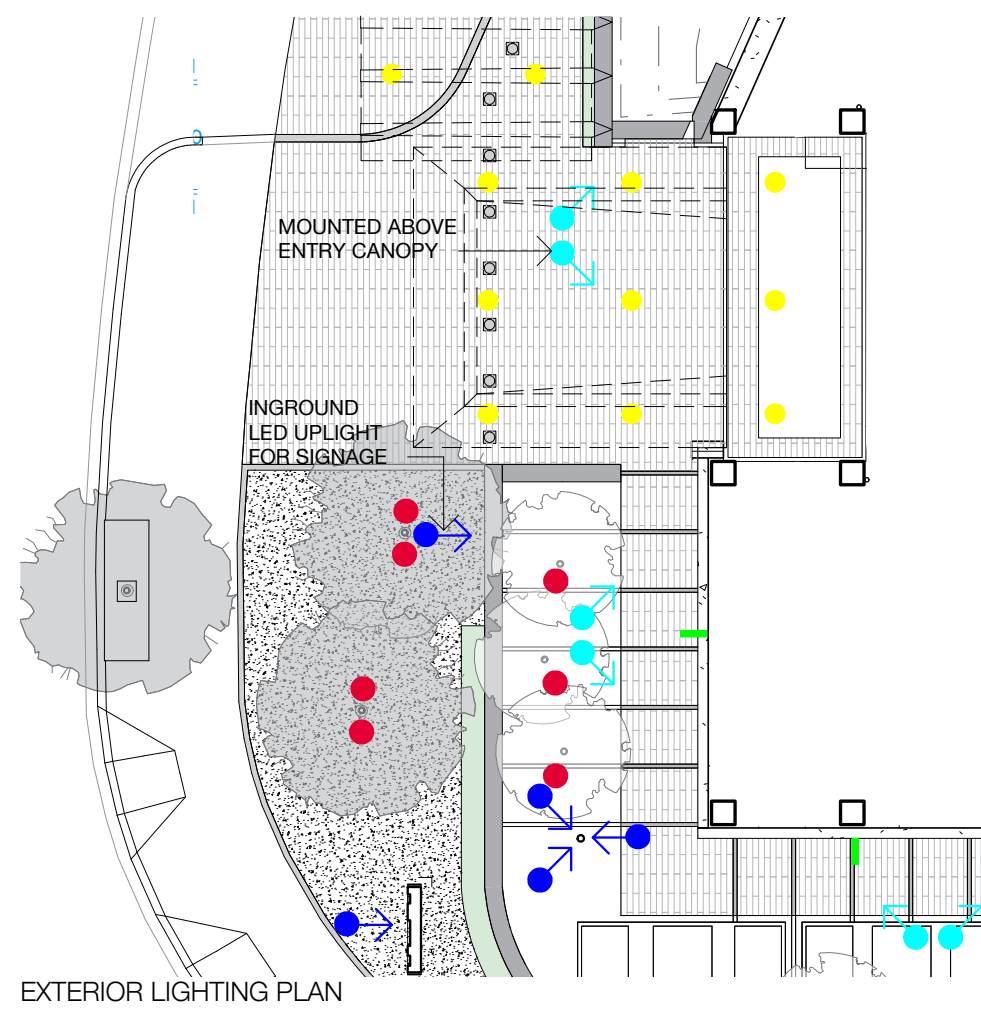 MOUNTED ABOVE
ENTRY CANOPY
INGROUND
LED UPLIGHT
FOR SIGNAGE
EXTERIOR LIGHTING PLAN